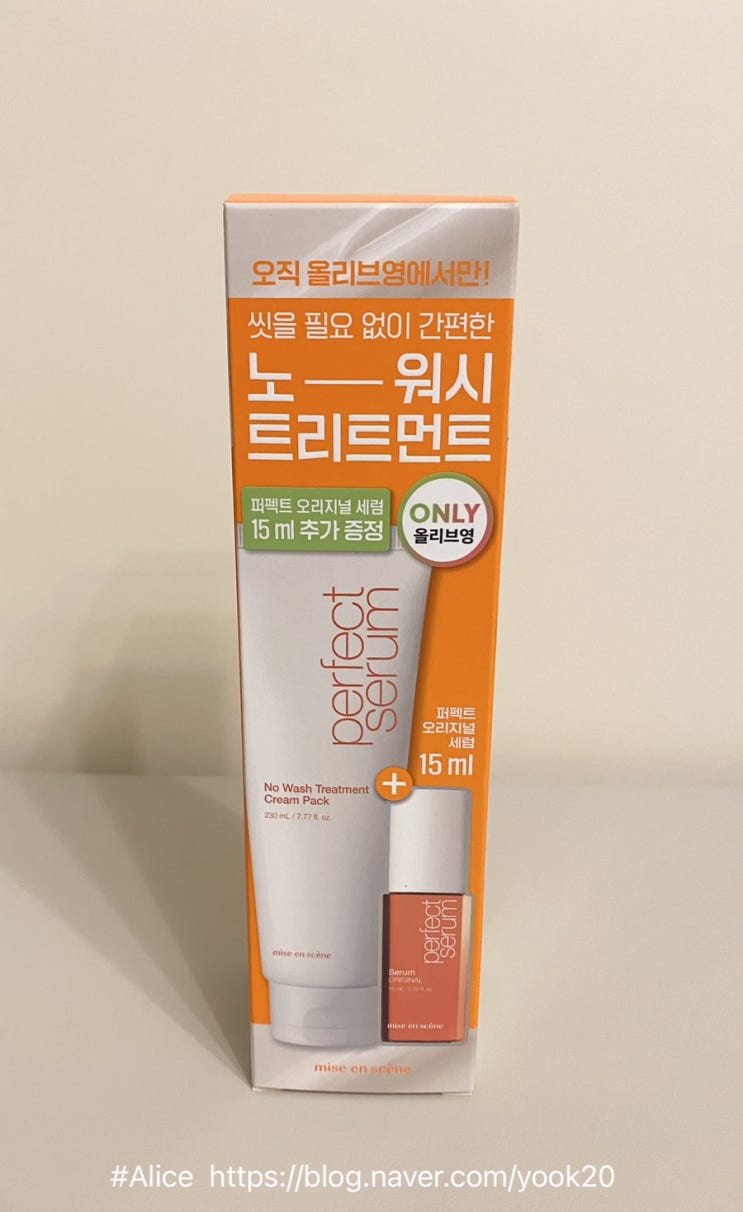 오직 올리브영에서만!
씻을 필요 없이 간편한
노 — 워시
트리트먼트
퍼펙트 오리지널 세럼
15 ml 추가 증정
ONLY
올리브영
perfect
serum
No Wash Treatment
Cream Pack
230 mL / 7.77 fl. oz.
mise en scène
퍼펙트
오리지널
세럼
15 ml
+
perfect
serum
Serum
ORIGINAL
mise en scène
mise en scène
#Alice https://blog.naver.com/yook20